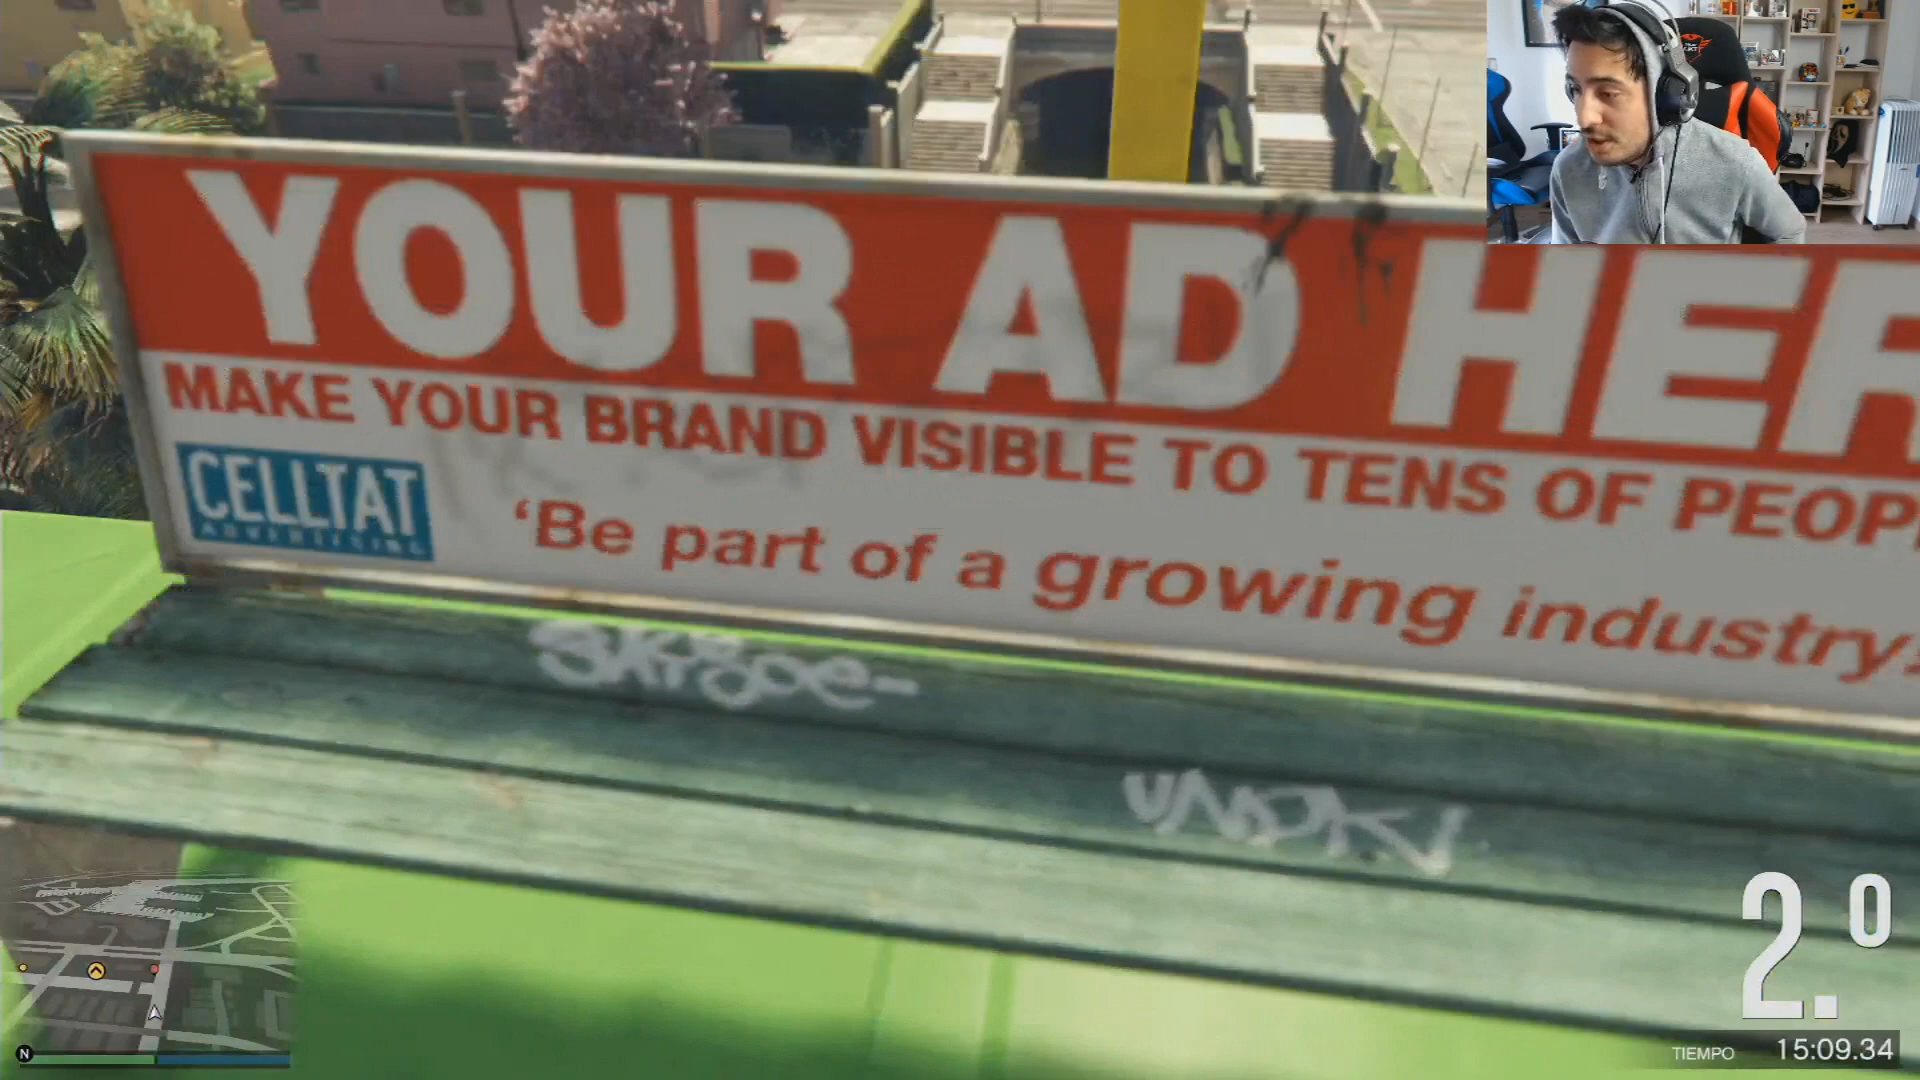 YOUR AD HER
MAKE YOUR BRAND VISIBLE TO TENS OF PEOP
CELLTAT
ADVERTISING
'Be part of a growing industry
2.º
N
TIEMPO 15:09.34